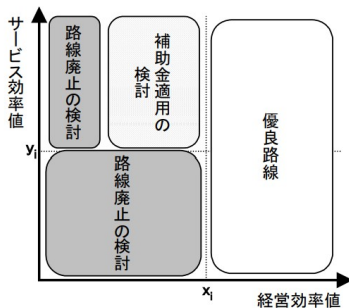 サービス効率値
路線廃止の検討
補助金適用の
検討
優良路線
yi
路線廃止の検討
xi
経営効率値